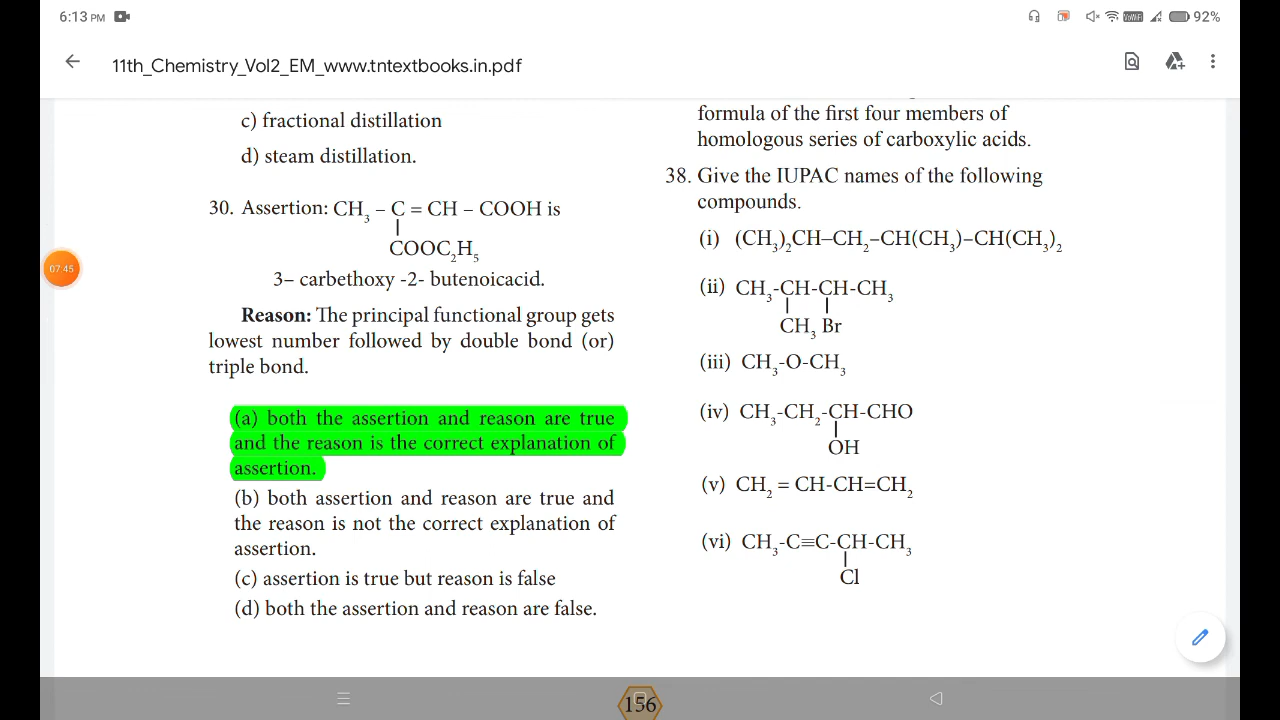 6:13 PM
92%
11th_Chemistry_Vol2_EM_www.tntextbooks.in.pdf
c) fractional distillation
d) steam distillation.
30. Assertion: CH₃ – C = CH – COOH is
COOC₂H₅
3– carbethoxy -2- butenoicacid.
Reason: The principal functional group gets
lowest number followed by double bond (or)
triple bond.
(a) both the assertion and reason are true
and the reason is the correct explanation of
assertion.
(b) both assertion and reason are true and
the reason is not the correct explanation of
assertion.
(c) assertion is true but reason is false
(d) both the assertion and reason are false.
07:45
formula of the first four members of
homologous series of carboxylic acids.
38. Give the IUPAC names of the following
compounds.
(i) (CH₃)₂CH–CH₂–CH(CH₃)–CH(CH₃)₂
(ii) CH₃-CH-CH-CH₃
CH₃ Br
(iii) CH₃-O-CH₃
(iv) CH₃-CH₂-CH-CHO
OH
(v) CH₂ = CH-CH=CH₂
(vi) CH₃-C≡C-CH-CH₃
Cl
156